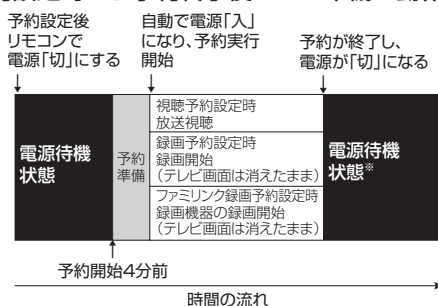 予約設定後
リモコンで
電源「切」にする
自動で電源「入」
になり、予約実行
開始
予約が終了し、
電源が「切」になる
電源待機
状態
予約
準備
視聴予約設定時
放送視聴
録画予約設定時
録画開始
(テレビ画面は消えたまま)
ファミリンク録画予約設定時
録画機器の録画開始
(テレビ画面は消えたまま)
電源待機
状態※
予約開始4分前
時間の流れ